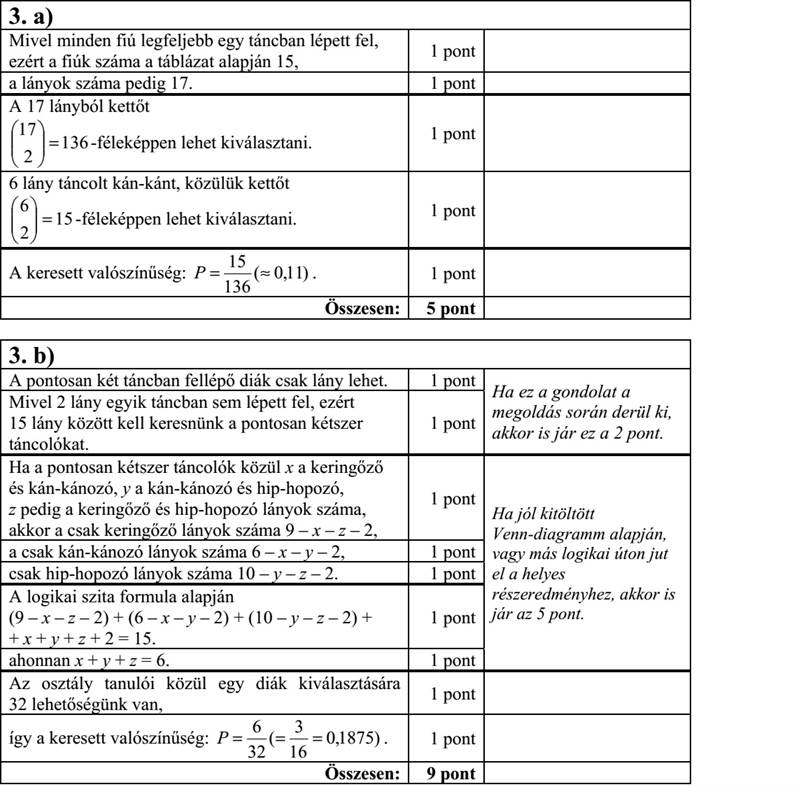 3. a)
Mivel minden fiú legfeljebb egy táncban lépett fel,
ezért a fiúk száma a táblázat alapján 15,
1 pont
a lányok száma pedig 17.
1 pont
A 17 lányból kettőt
(17 2) = 136-féleképpen lehet kiválasztani.
1 pont
6 lány táncolt kán-kánt, közülük kettőt
(6 2) = 15-féleképpen lehet kiválasztani.
1 pont
A keresett valószínűség: P = 15/136 (≈ 0,11) .
1 pont
Összesen:
5 pont
3. b)
A pontosan két táncban fellépő diák csak lány lehet.
1 pont
Mivel 2 lány egyik táncban sem lépett fel, ezért
15 lány között kell keresnünk a pontosan kétszer
táncolókat.
1 pont
Ha ez a gondolat a
megoldás során derül ki,
akkor is jár ez a 2 pont.
Ha a pontosan kétszer táncolók közül x a keringőző
és kán-kánozó, y a kán-kánozó és hip-hopozó,
z pedig a keringőző és hip-hopozó lányok száma,
akkor a csak keringőző lányok száma 9 – x – z – 2,
1 pont
a csak kán-kánozó lányok száma 6 – x – y – 2,
1 pont
csak hip-hopozó lányok száma 10 – y – z – 2.
1 pont
A logikai szita formula alapján
(9 – x – z – 2) + (6 – x – y – 2) + (10 – y – z – 2) +
+ x + y + z + 2 = 15.
1 pont
ahonnan x + y + z = 6.
1 pont
Ha jól kitöltött
Venn-diagramm alapján,
vagy más logikai úton jut
el a helyes
részeredményhez, akkor is
jár az 5 pont.
Az osztály tanulói közül egy diák kiválasztására
32 lehetőségünk van,
1 pont
így a keresett valószínűség: P = 6/32 (= 3/16 = 0,1875) .
1 pont
Összesen:
9 pont